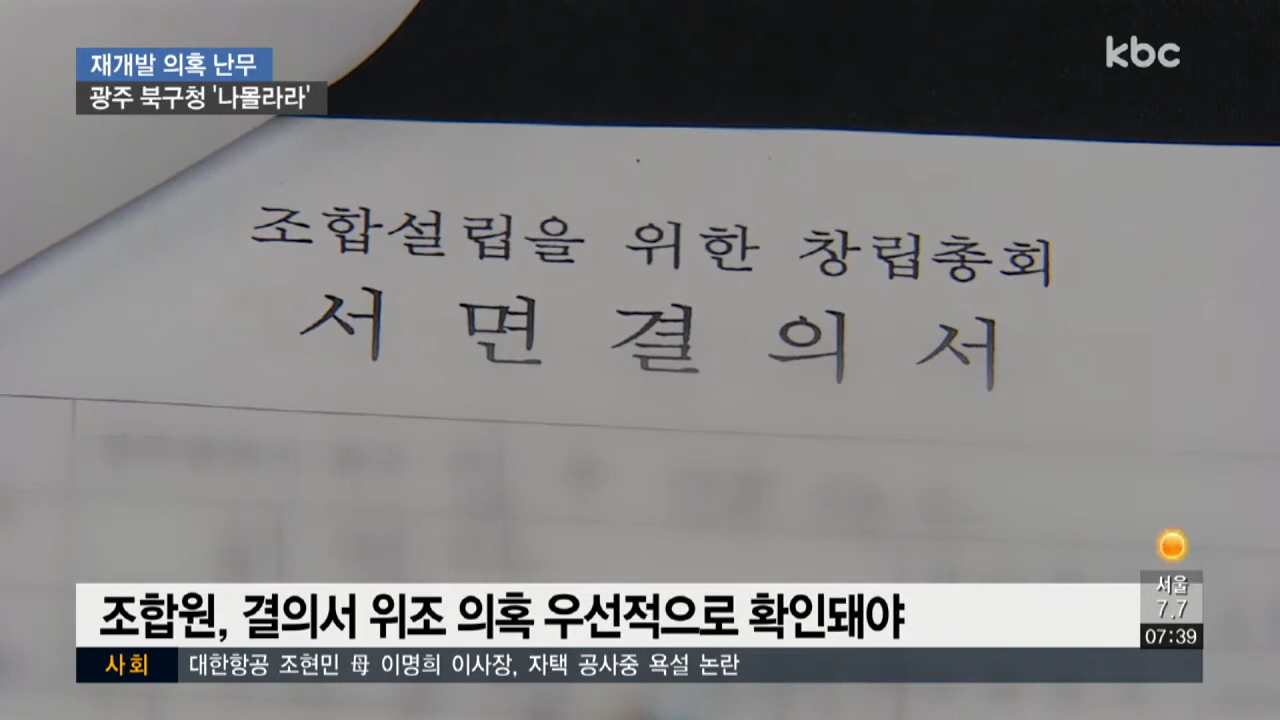 재개발 의혹 난무
kbc
광주 북구청 '나몰라라'
조합설립을 위한 창립총회
서면결의서
조합원, 결의서 위조 의혹 우선적으로 확인돼야
서울
7.7
07:39
사회 대한항공 조현민 母 이명희 이사장, 자택 공사중 욕설 논란